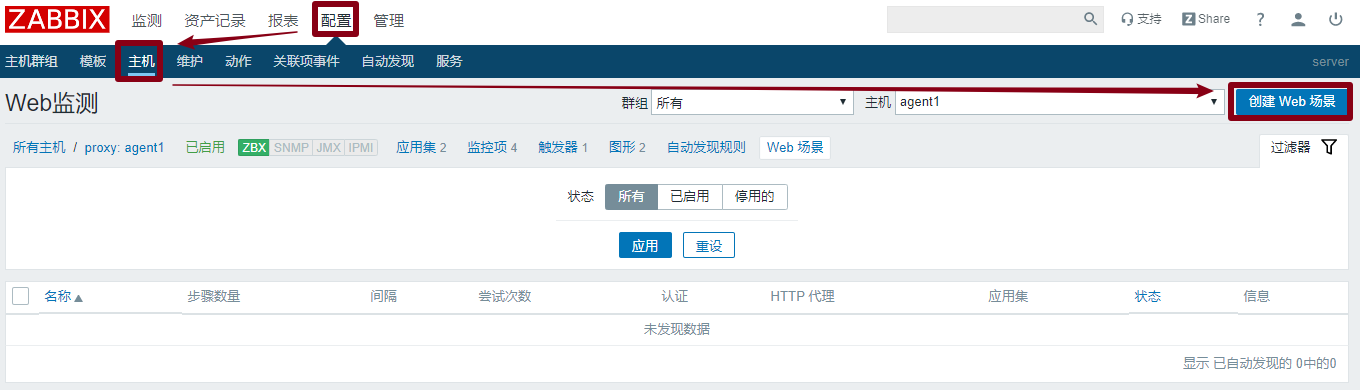 ZABBIX 监测 资产记录 报表 配置 管理 支持 Z Share ?
主机群组 模板 主机 维护 动作 关联项事件 自动发现 服务 server
Web监测 群组 所有 主机 agent1 创建 Web 场景
所有主机 / proxy: agent1 已启用 ZBX SNMP JMX IPMI 应用集 2 监控项 4 触发器 1 图形 2 自动发现规则 Web 场景 过滤器
状态 所有 已启用 停用的
应用 重设
名称 步骤数量 间隔 尝试次数 认证 HTTP 代理 应用集 状态 信息
未发现数据
显示 已自动发现的 0中的0